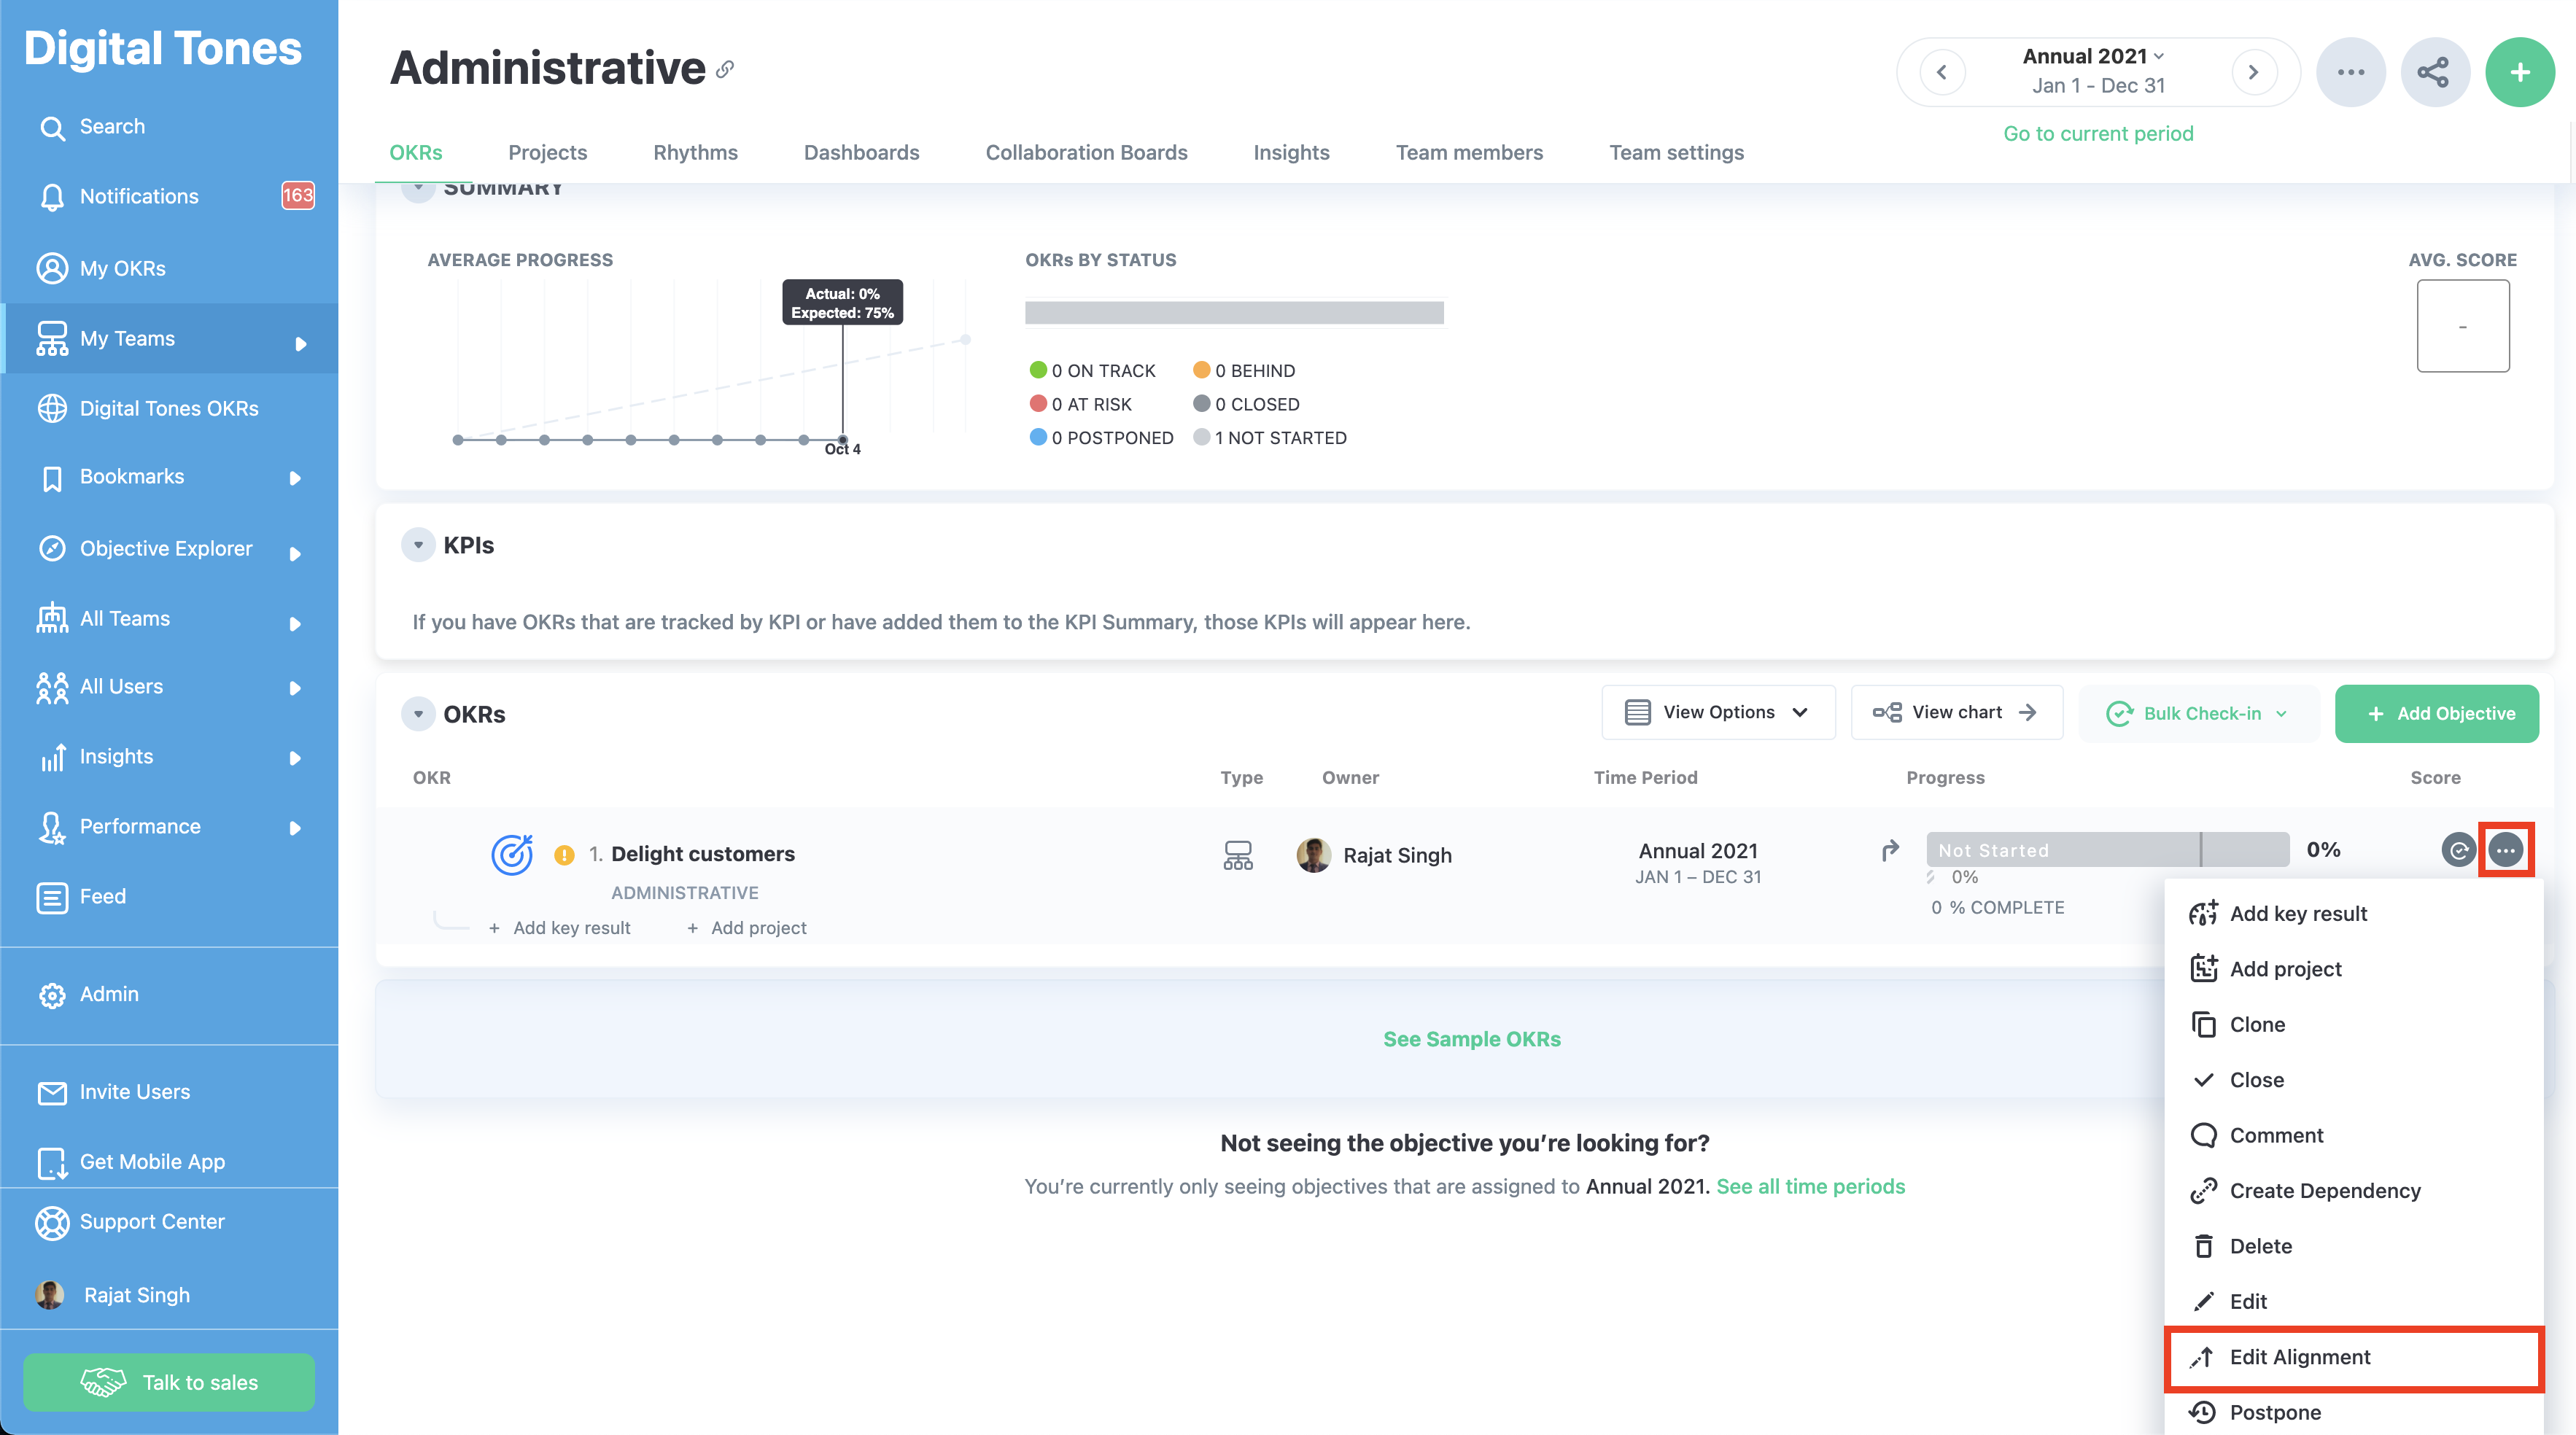 Digital Tones
Search
Notifications
163
My OKRs
My Teams
Digital Tones OKRs
Bookmarks
Objective Explorer
All Teams
All Users
Insights
Performance
Feed
Admin
Invite Users
Get Mobile App
Support Center
Rajat Singh
Talk to sales
Administrative
Annual 2021
Jan 1 - Dec 31
Go to current period
OKRs
Projects
Rhythms
Dashboards
Collaboration Boards
Insights
Team members
Team settings
SUMMARY
AVERAGE PROGRESS
Actual: 0%
Expected: 75%
Oct 4
OKRs BY STATUS
0 ON TRACK
0 BEHIND
0 AT RISK
0 CLOSED
0 POSTPONED
1 NOT STARTED
AVG. SCORE
-
KPIs
If you have OKRs that are tracked by KPI or have added them to the KPI Summary, those KPIs will appear here.
OKRs
View Options
View chart
Bulk Check-in
+ Add Objective
OKR
Type
Owner
Time Period
Progress
Score
1. Delight customers
ADMINISTRATIVE
+ Add key result
+ Add project
Rajat Singh
Annual 2021
JAN 1 – DEC 31
Not Started
0%
0%
0 % COMPLETE
Add key result
Add project
Clone
Close
Comment
Create Dependency
Delete
Edit
Edit Alignment
Postpone
See Sample OKRs
Not seeing the objective you’re looking for?
You’re currently only seeing objectives that are assigned to Annual 2021. See all time periods